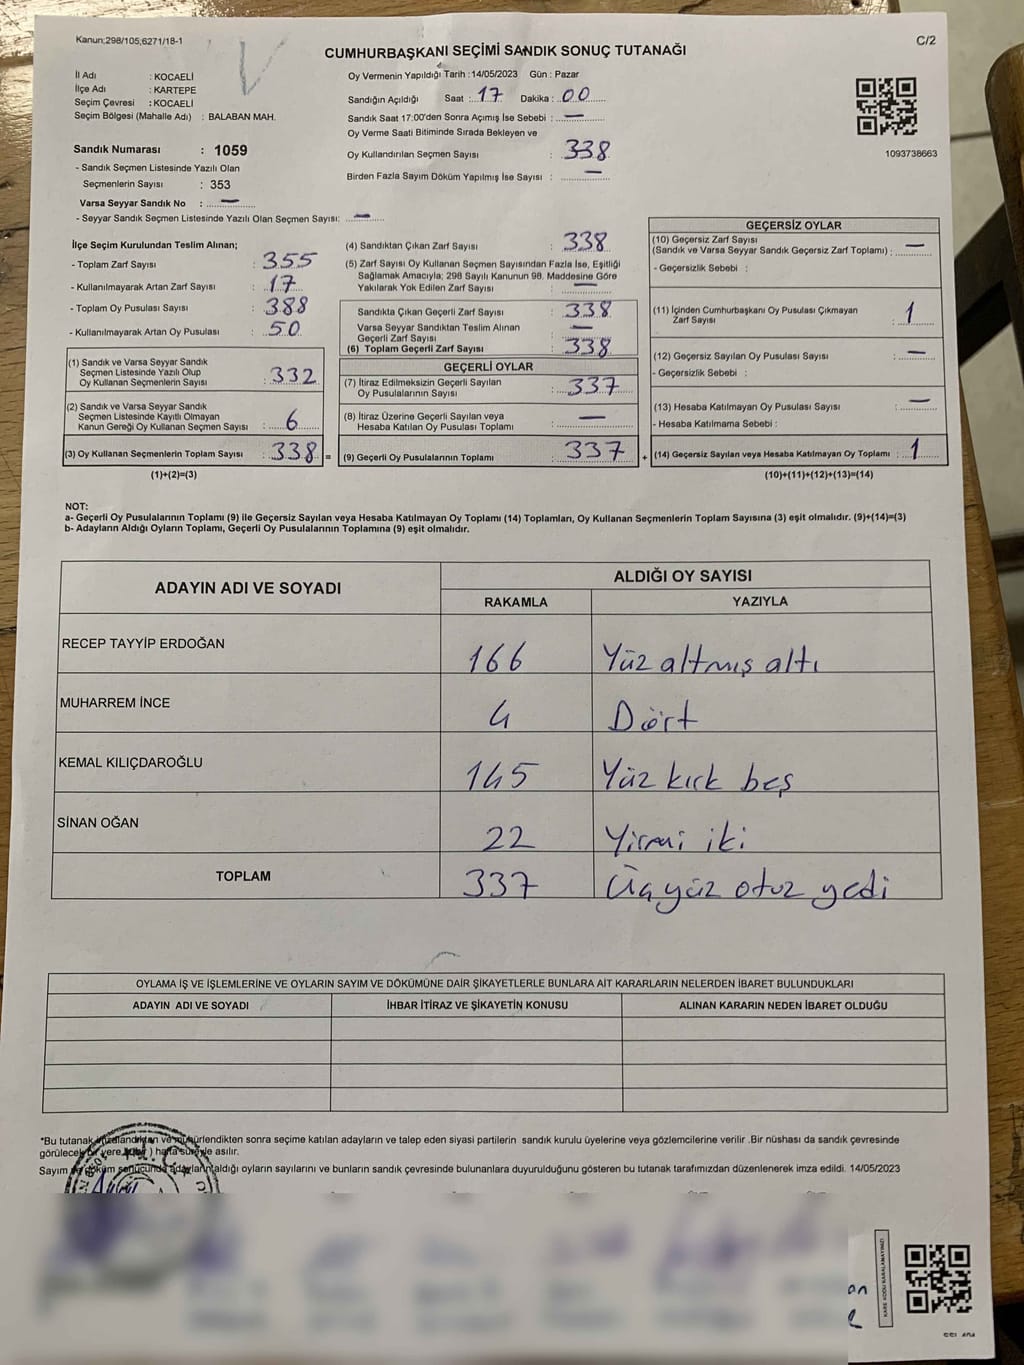 Kanun;298/105;6271/18-1
C/2
CUMHURBAŞKANI SEÇİMİ SANDIK SONUÇ TUTANAĞI
İl Adı : KOCAELİ
İlçe Adı : KARTEPE
Seçim Çevresi : KOCAELİ
Seçim Bölgesi (Mahalle Adı) : BALABAN MAH.
Sandık Numarası : 1059
- Sandık Seçmen Listesinde Yazılı Olan
Seçmenlerin Sayısı : 353
Varsa Seyyar Sandık No : —
- Seyyar Sandık Seçmen Listesinde Yazılı Olan Seçmen Sayısı: —
Oy Vermenin Yapıldığı Tarih :14/05/2023 Gün : Pazar
Sandığın Açıldığı Saat : 17 Dakika : 00
Sandık Saat 17.00'den Sonra Açımış İse Sebebi : —
Oy Verme Saati Bitiminde Sırada Bekleyen ve
Oy Kullandırılan Seçmen Sayısı : 338
Birden Fazla Sayım Döküm Yapılmış İse Sayısı : —
1093738663
İlçe Seçim Kurulundan Teslim Alınan;
- Toplam Zarf Sayısı : 355
- Kullanılmayarak Artan Zarf Sayısı : 17
- Toplam Oy Pusulası Sayısı : 388
- Kullanılmayarak Artan Oy Pusulası : 50
(1) Sandık ve Varsa Seyyar Sandık
Seçmen Listesinde Yazılı Olup
Oy Kullanan Seçmenlerin Sayısı : 332
(2) Sandık ve Varsa Seyyar Sandık
Seçmen Listesinde Kayıtlı Olmayan
Kanun Gereği Oy Kullanan Seçmen Sayısı : 6
(3) Oy Kullanan Seçmenlerin Toplam Sayısı : 338 =
(1)+(2)=(3)
(4) Sandıktan Çıkan Zarf Sayısı : 338
(5) Zarf Sayısı Oy Kullanan Seçmen Sayısından Fazla İse, Eşitliği
Sağlamak Amacıyla; 298 Sayılı Kanunun 98. Maddesine Göre
Yakılarak Yok Edilen Zarf Sayısı : —
Sandıkta Çıkan Geçerli Zarf Sayısı : 338
Varsa Seyyar Sandıktan Teslim Alınan
Geçerli Zarf Sayısı : —
(6) Toplam Geçerli Zarf Sayısı : 338
GEÇERLİ OYLAR
(7) İtiraz Edilmeksizin Geçerli Sayılan
Oy Pusulalarının Sayısı : 337
(8) İtiraz Üzerine Geçerli Sayılan veya
Hesaba Katılan Oy Pusulası Toplamı : —
(9) Geçerli Oy Pusulalarının Toplamı : 337 +
GEÇERSİZ OYLAR
(10) Geçersiz Zarf Sayısı
(Sandık ve Varsa Seyyar Sandık Geçersiz Zarf Toplamı) : —
- Geçersizlik Sebebi :
(11) İçinden Cumhurbaşkanı Oy Pusulası Çıkmayan
Zarf Sayısı : 1
(12) Geçersiz Sayılan Oy Pusulası Sayısı : —
- Geçersizlik Sebebi :
(13) Hesaba Katılmayan Oy Pusulası Sayısı : —
- Hesaba Katılmama Sebebi :
(14) Geçersiz Sayılan veya Hesaba Katılmayan Oy Toplamı : 1
(10)+(11)+(12)+(13)=(14)
NOT:
a- Geçerli Oy Pusulalarının Toplamı (9) ile Geçersiz Sayılan veya Hesaba Katılmayan Oy Toplamı (14) Toplamları, Oy Kullanan Seçmenlerin Toplam Sayısına (3) eşit olmalıdır. (9)+(14)=(3)
b- Adayların Aldığı Oyların Toplamı, Geçerli Oy Pusulalarının Toplamına (9) eşit olmalıdır.
ADAYIN ADI VE SOYADI ALDIĞI OY SAYISI
RAKAMLA YAZIYLA
RECEP TAYYİP ERDOĞAN 166 Yüz altmış altı
MUHARREM İNCE 4 Dört
KEMAL KILIÇDAROĞLU 145 Yüz kırk beş
SİNAN OĞAN 22 Yirmi iki
TOPLAM 337 Üçyüz otuz yedi
OYLAMA İŞ VE İŞLEMLERİNE VE OYLARIN SAYIM VE DÖKÜMÜNE DAİR ŞİKAYETLERLE BUNLARA AİT KARARLARIN NELERDEN İBARET BULUNDUKLARI
ADAYIN ADI VE SOYADI İHBAR İTİRAZ VE ŞİKAYETİN KONUSU ALINAN KARARIN NEDEN İBARET OLDUĞU
*Bu tutanak imzalandıktan ve mühürlendikten sonra seçime katılan adayların ve talep eden siyasi partilerin sandık kurulu üyelerine veya gözlemcilerine verilir .Bir nüshası da sandık çevresinde
görülecek bir yere ) hafta süreyle asılır.
Sayım ve döküm sonucunda adayların aldığı oyların sayılarını ve bunların sandık çevresinde bulunanlara duyurulduğunu gösteren bu tutanak tarafımızdan düzenlenerek imza edildi. 14/05/2023
KARE KODU KARALAMAYINIZ!